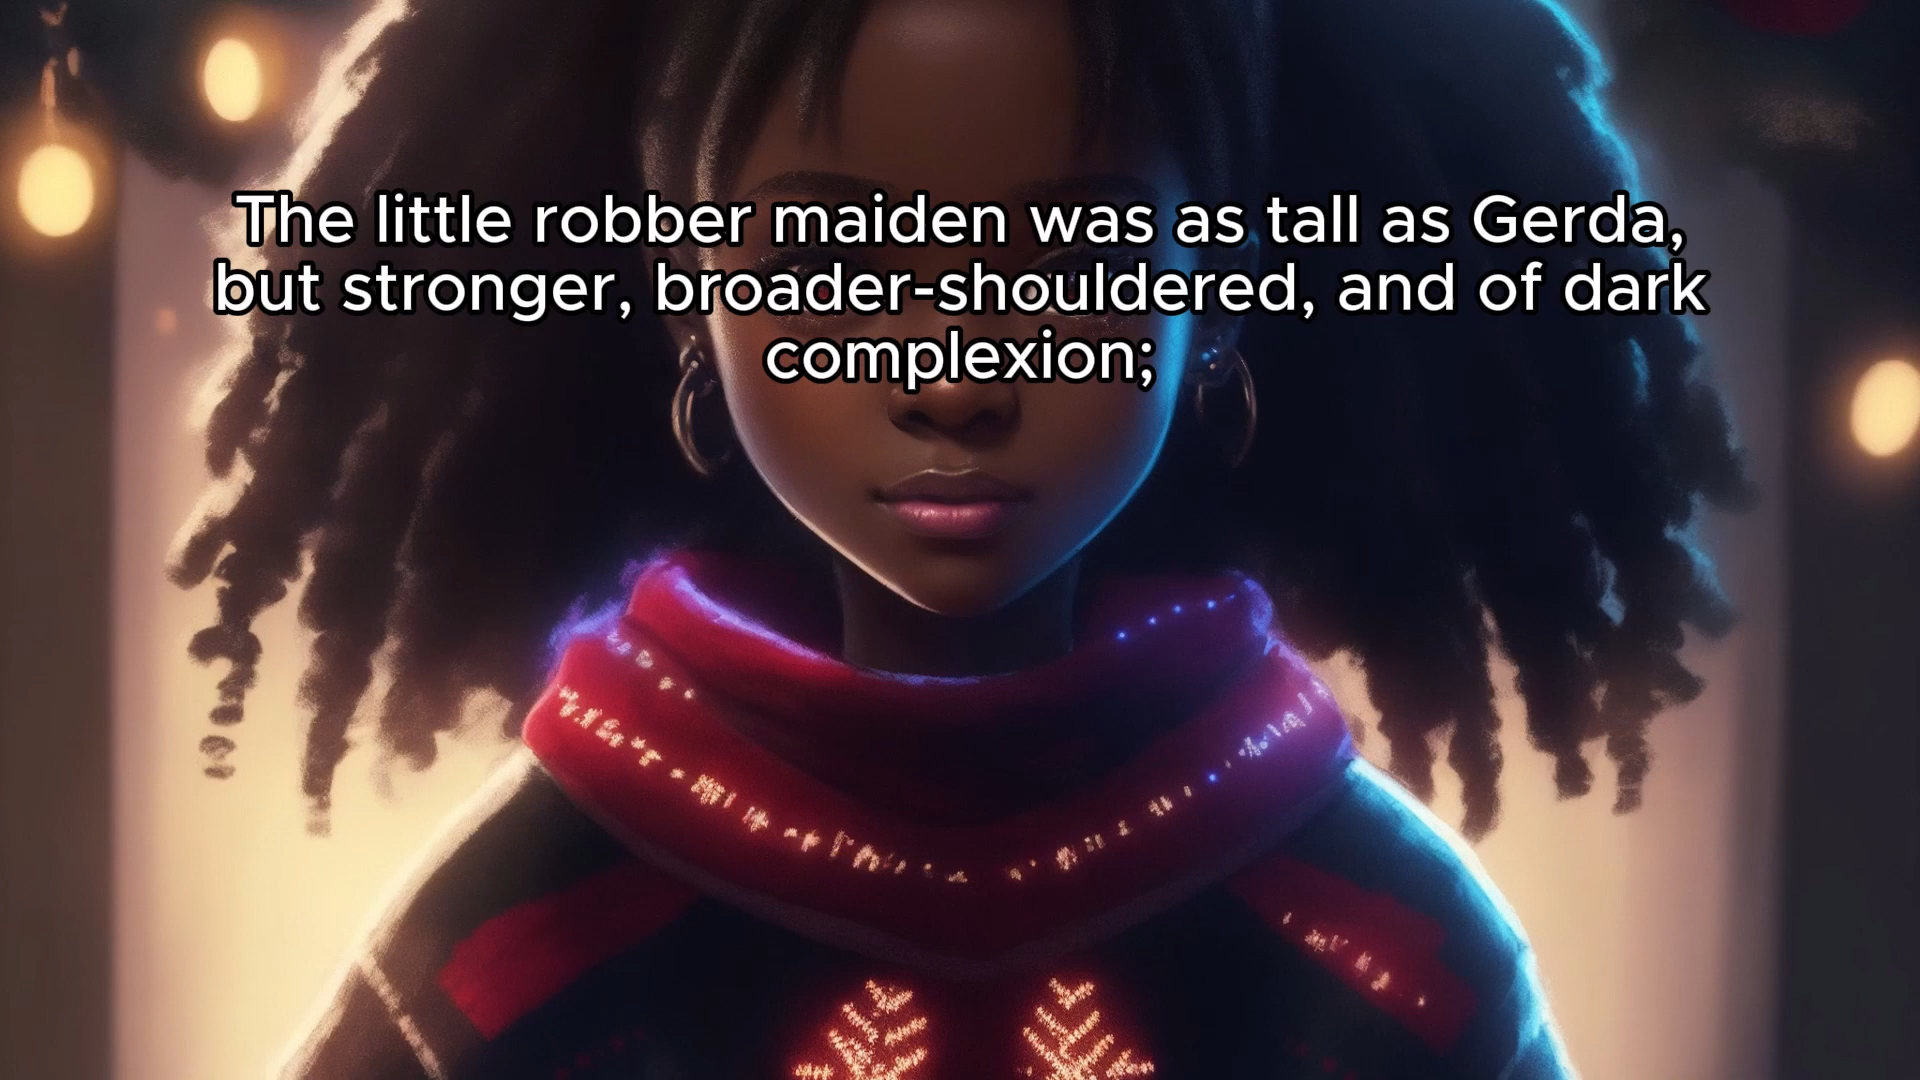 The little robber maiden was as tall as Gerda,
but stronger, broader-shouldered, and of dark
complexion;